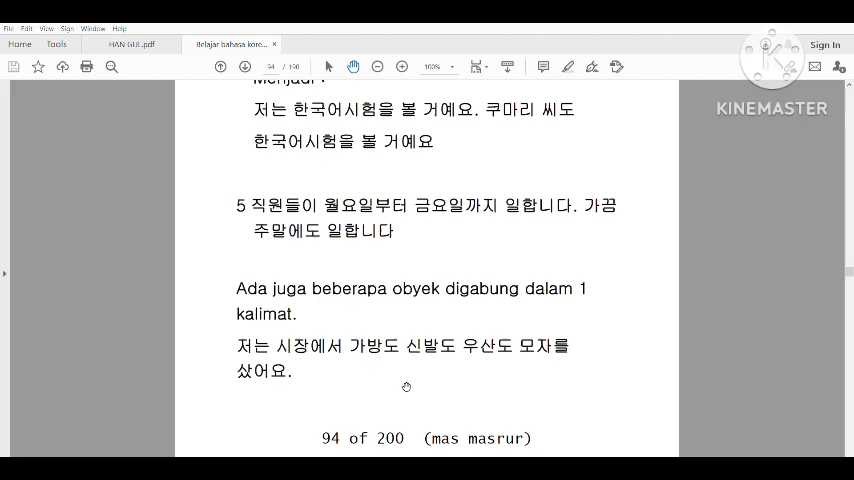 File Edit View Sign Window Help
Home Tools HAN GUL.pdf Belajar bahasa kore... × Sign In
94 / 190 100%
KINEMASTER
Menjadi :
저는 한국어시험을 볼 거예요. 쿠마리 씨도
한국어시험을 볼 거예요
5 직원들이 월요일부터 금요일까지 일합니다. 가끔
주말에도 일합니다
Ada juga beberapa obyek digabung dalam 1
kalimat.
저는 시장에서 가방도 신발도 우산도 모자를
샀어요.
94 of 200 (mas masrur)